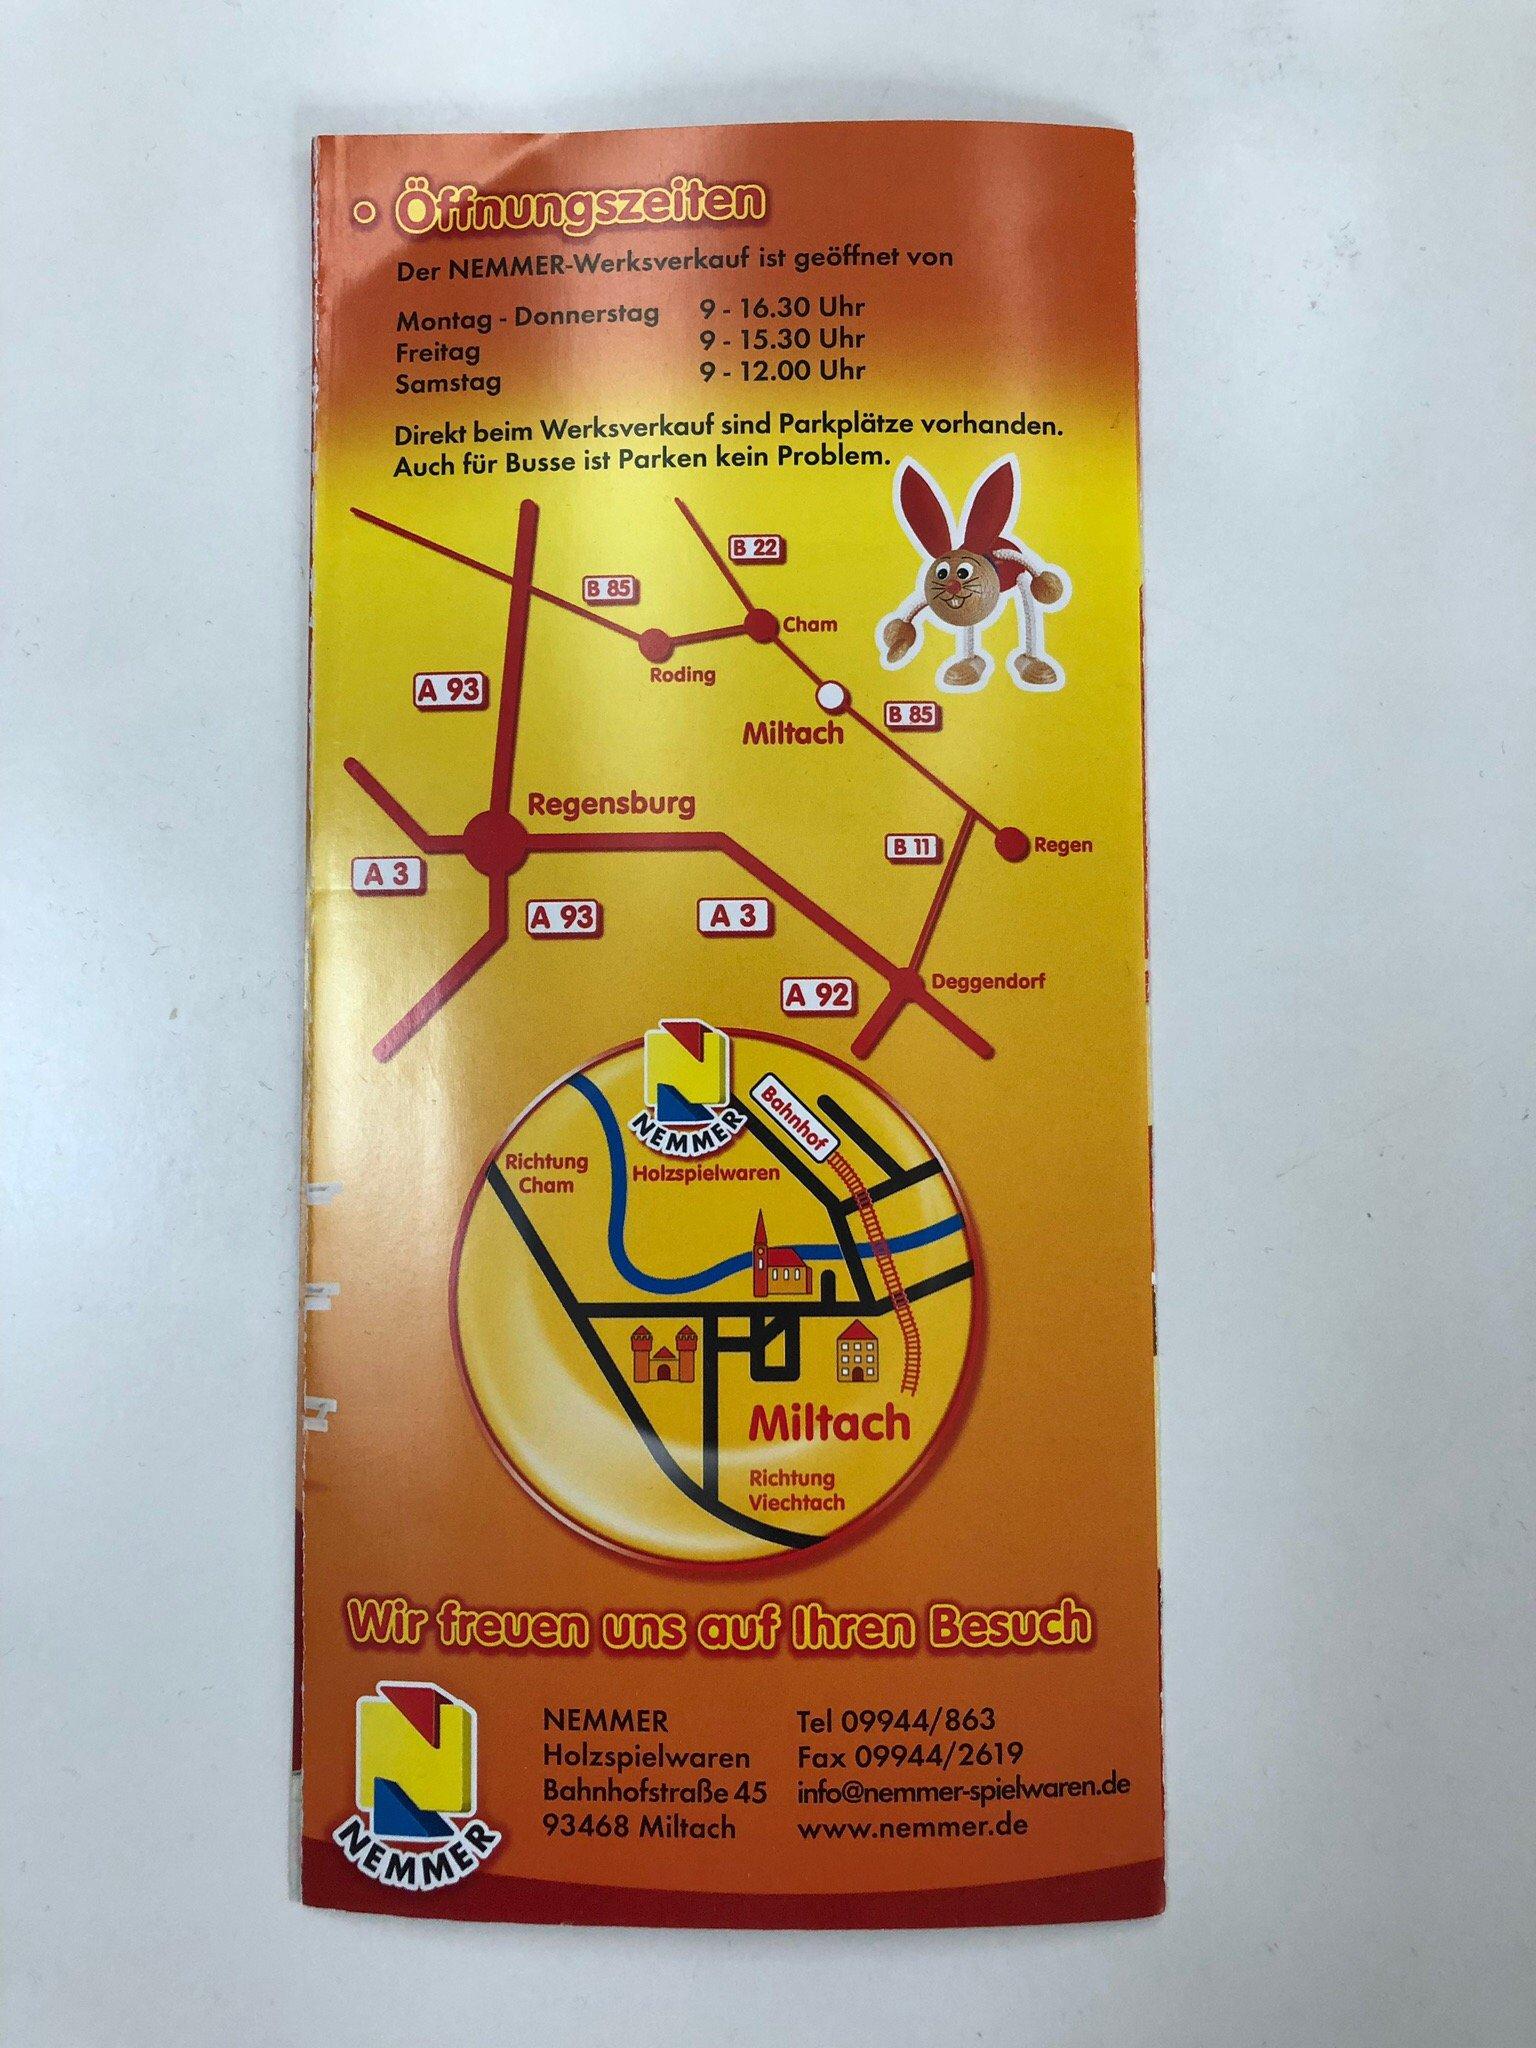 Öffnungszeiten
Der NEMMER-Werksverkauf ist geöffnet von
Montag - Donnerstag 9 - 16.30 Uhr
Freitag 9 - 15.30 Uhr
Samstag 9 - 12.00 Uhr
Direkt beim Werksverkauf sind Parkplätze vorhanden.
Auch für Busse ist Parken kein Problem.
B 22
B 85
Cham
Roding
A 93
Miltach
B 85
Regensburg
B 11
Regen
A 3
A 93
A 3
Deggendorf
A 92
NEMMER
Bahnhof
Richtung
Cham
Holzspielwaren
Miltach
Richtung
Viechtach
Wir freuen uns auf Ihren Besuch
NEMMER
NEMMER
Holzspielwaren
Bahnhofstraße 45
93468 Miltach
Tel 09944/863
Fax 09944/2619
info@nemmer-spielwaren.de
www.nemmer.de